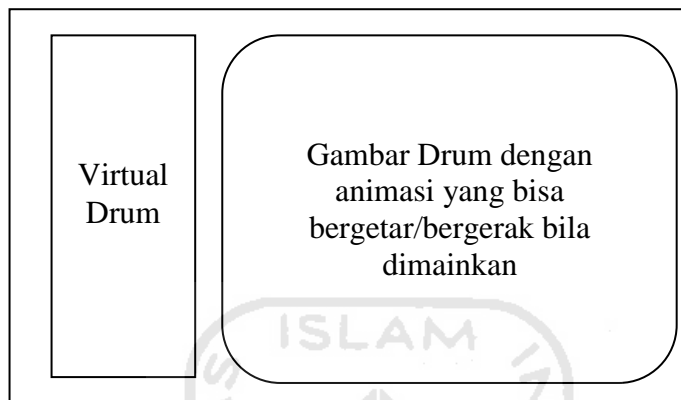 Virtual
Drum
Gambar Drum dengan
animasi yang bisa
bergetar/bergerak bila
dimainkan
ISLAM